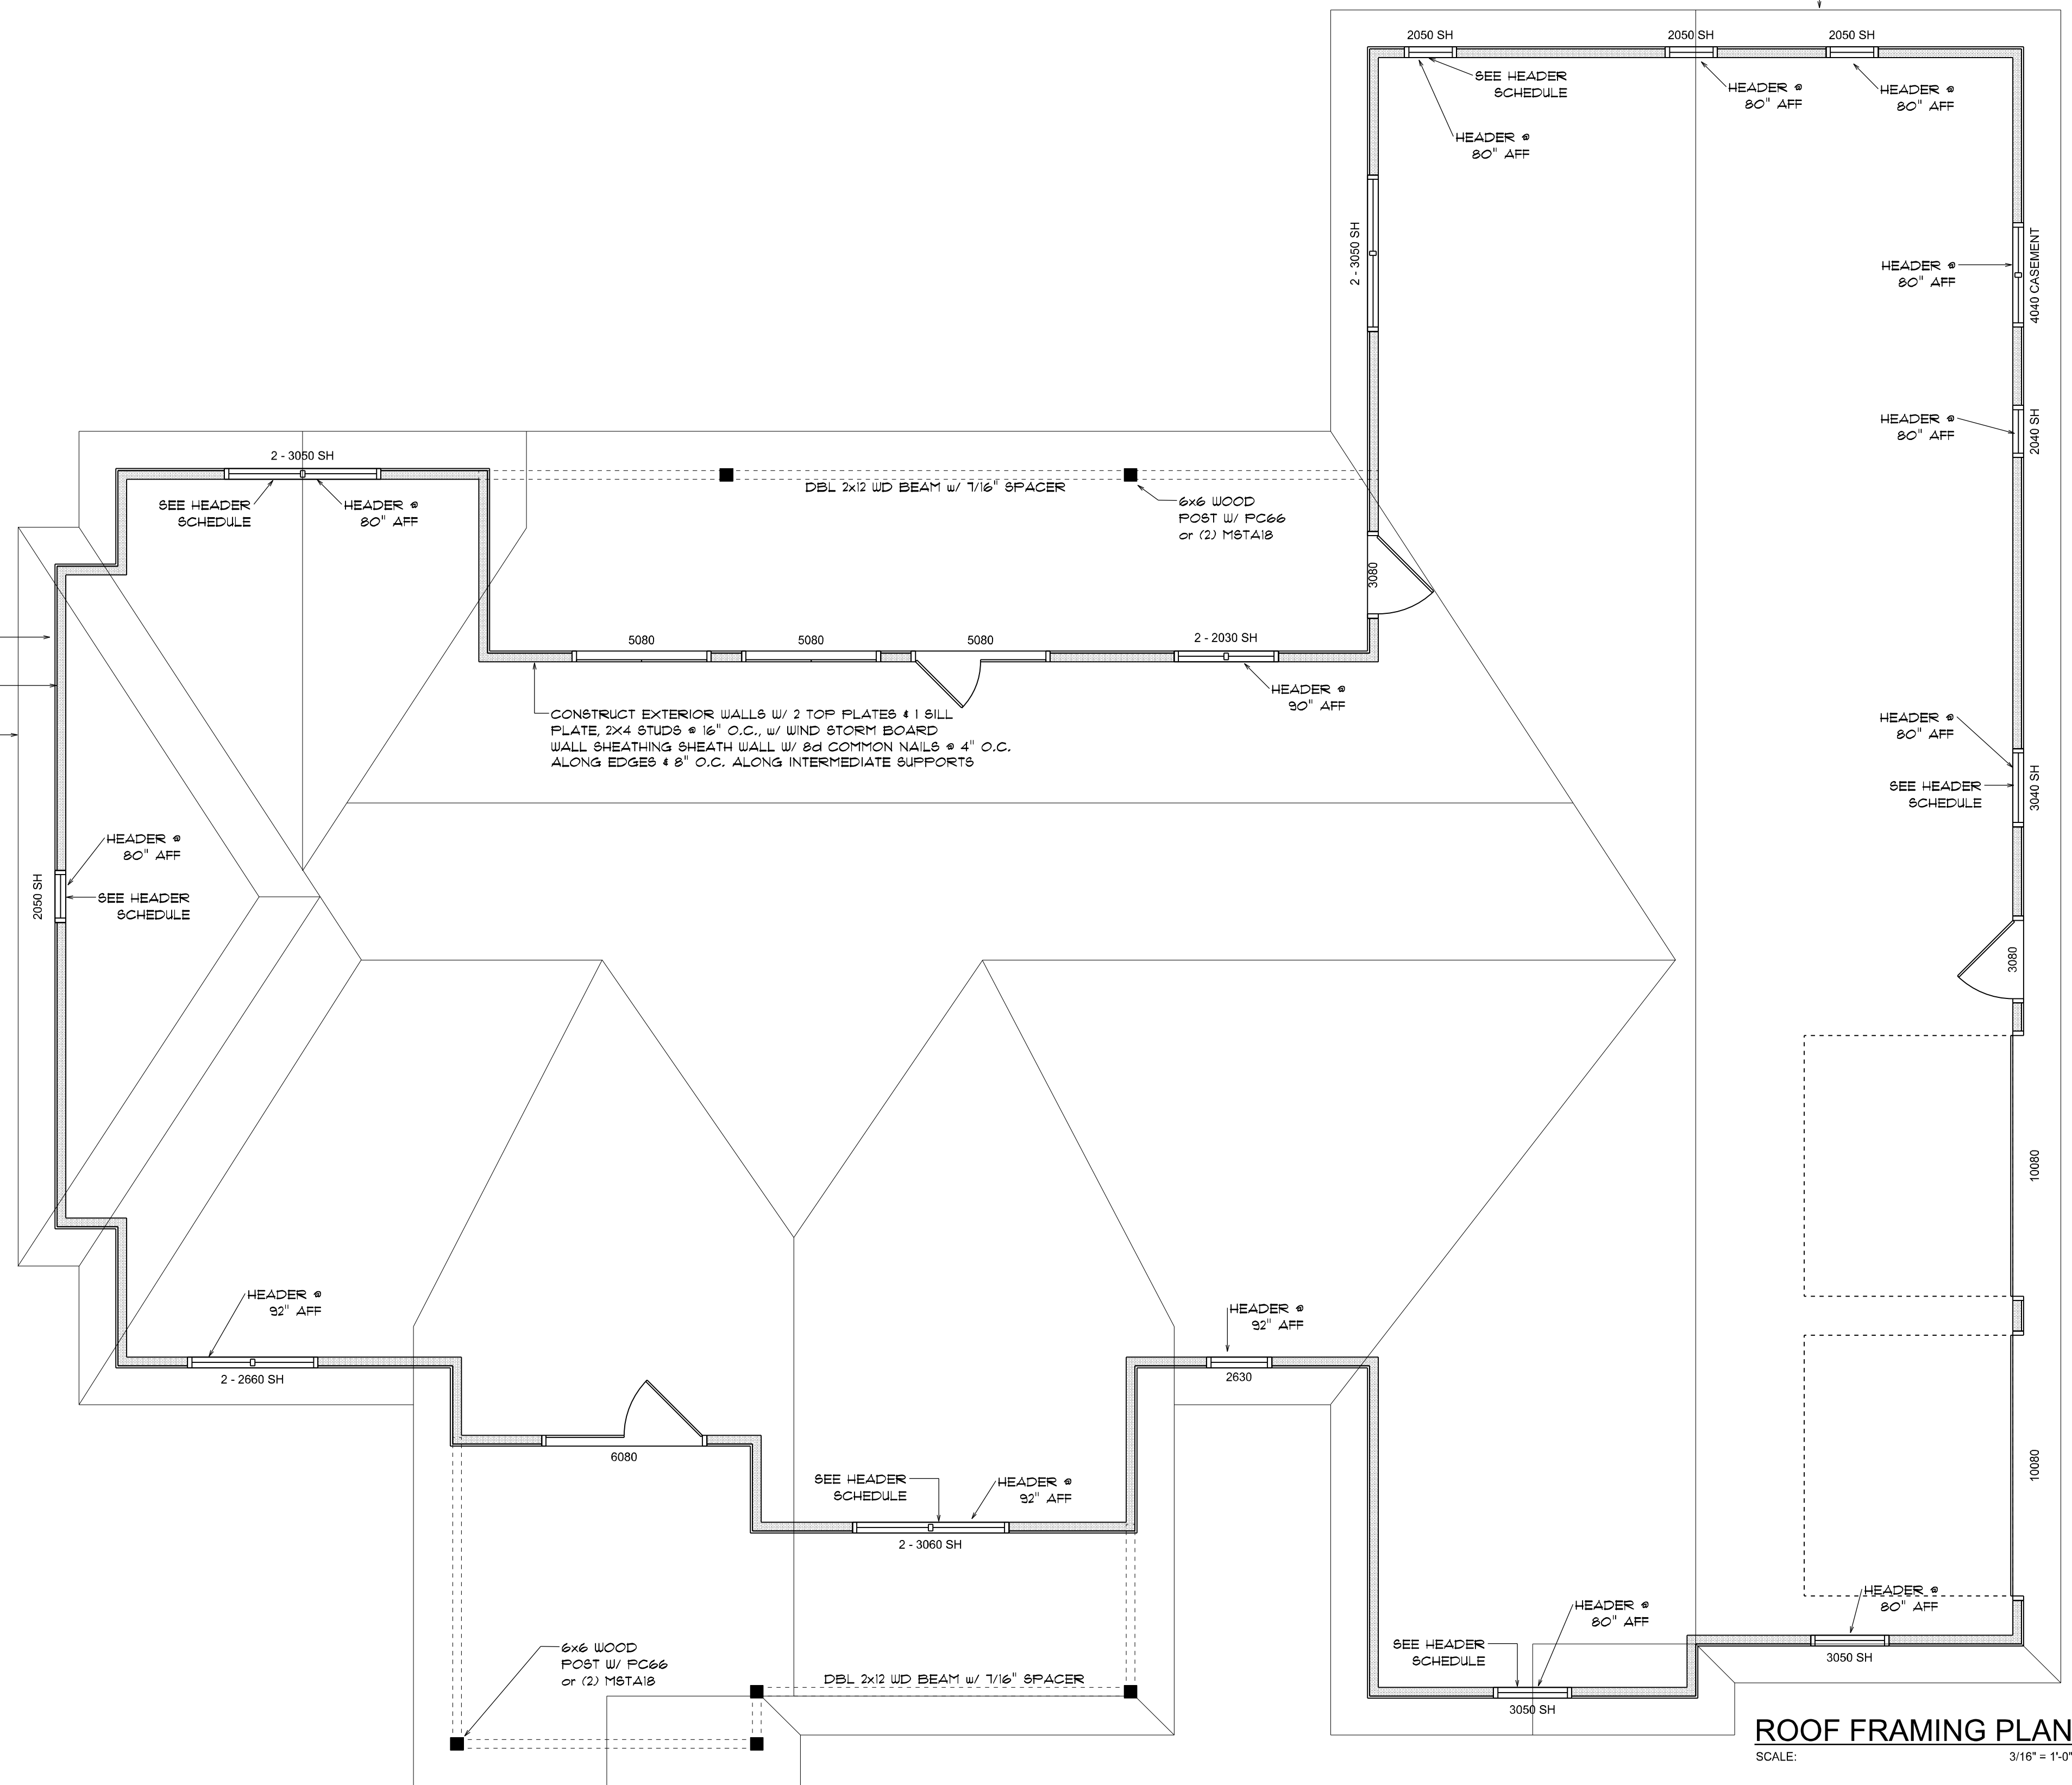 2050 SH
2050 SH
2050 SH
SEE HEADER
SCHEDULE
HEADER @
80" AFF
HEADER @
80" AFF
HEADER @
80" AFF
2 - 3050 SH
HEADER @
80" AFF
4040 CASEMENT
HEADER @
80" AFF
2040 SH
2 - 3050 SH
SEE HEADER
SCHEDULE
HEADER @
80" AFF
DBL 2x12 WD BEAM w/ 7/16" SPACER
6x6 WOOD
POST W/ PC66
or (2) MSTA18
3080
5080
5080
5080
2 - 2030 SH
HEADER @
90" AFF
CONSTRUCT EXTERIOR WALLS W/ 2 TOP PLATES & 1 SILL
PLATE, 2X4 STUDS @ 16" O.C., w/ WIND STORM BOARD
WALL SHEATHING SHEATH WALL W/ 8d COMMON NAILS @ 4" O.C.
ALONG EDGES & 8" O.C. ALONG INTERMEDIATE SUPPORTS
HEADER @
80" AFF
SEE HEADER
SCHEDULE
3040 SH
HEADER @
80" AFF
SEE HEADER
SCHEDULE
2050 SH
3080
10080
HEADER @
92" AFF
2 - 2660 SH
HEADER @
92" AFF
2630
6080
SEE HEADER
SCHEDULE
HEADER @
92" AFF
2 - 3060 SH
10080
HEADER @
80" AFF
3050 SH
HEADER @
80" AFF
SEE HEADER
SCHEDULE
3050 SH
6x6 WOOD
POST W/ PC66
or (2) MSTA18
DBL 2x12 WD BEAM w/ 7/16" SPACER
ROOF FRAMING PLAN
SCALE: 3/16" = 1'-0"